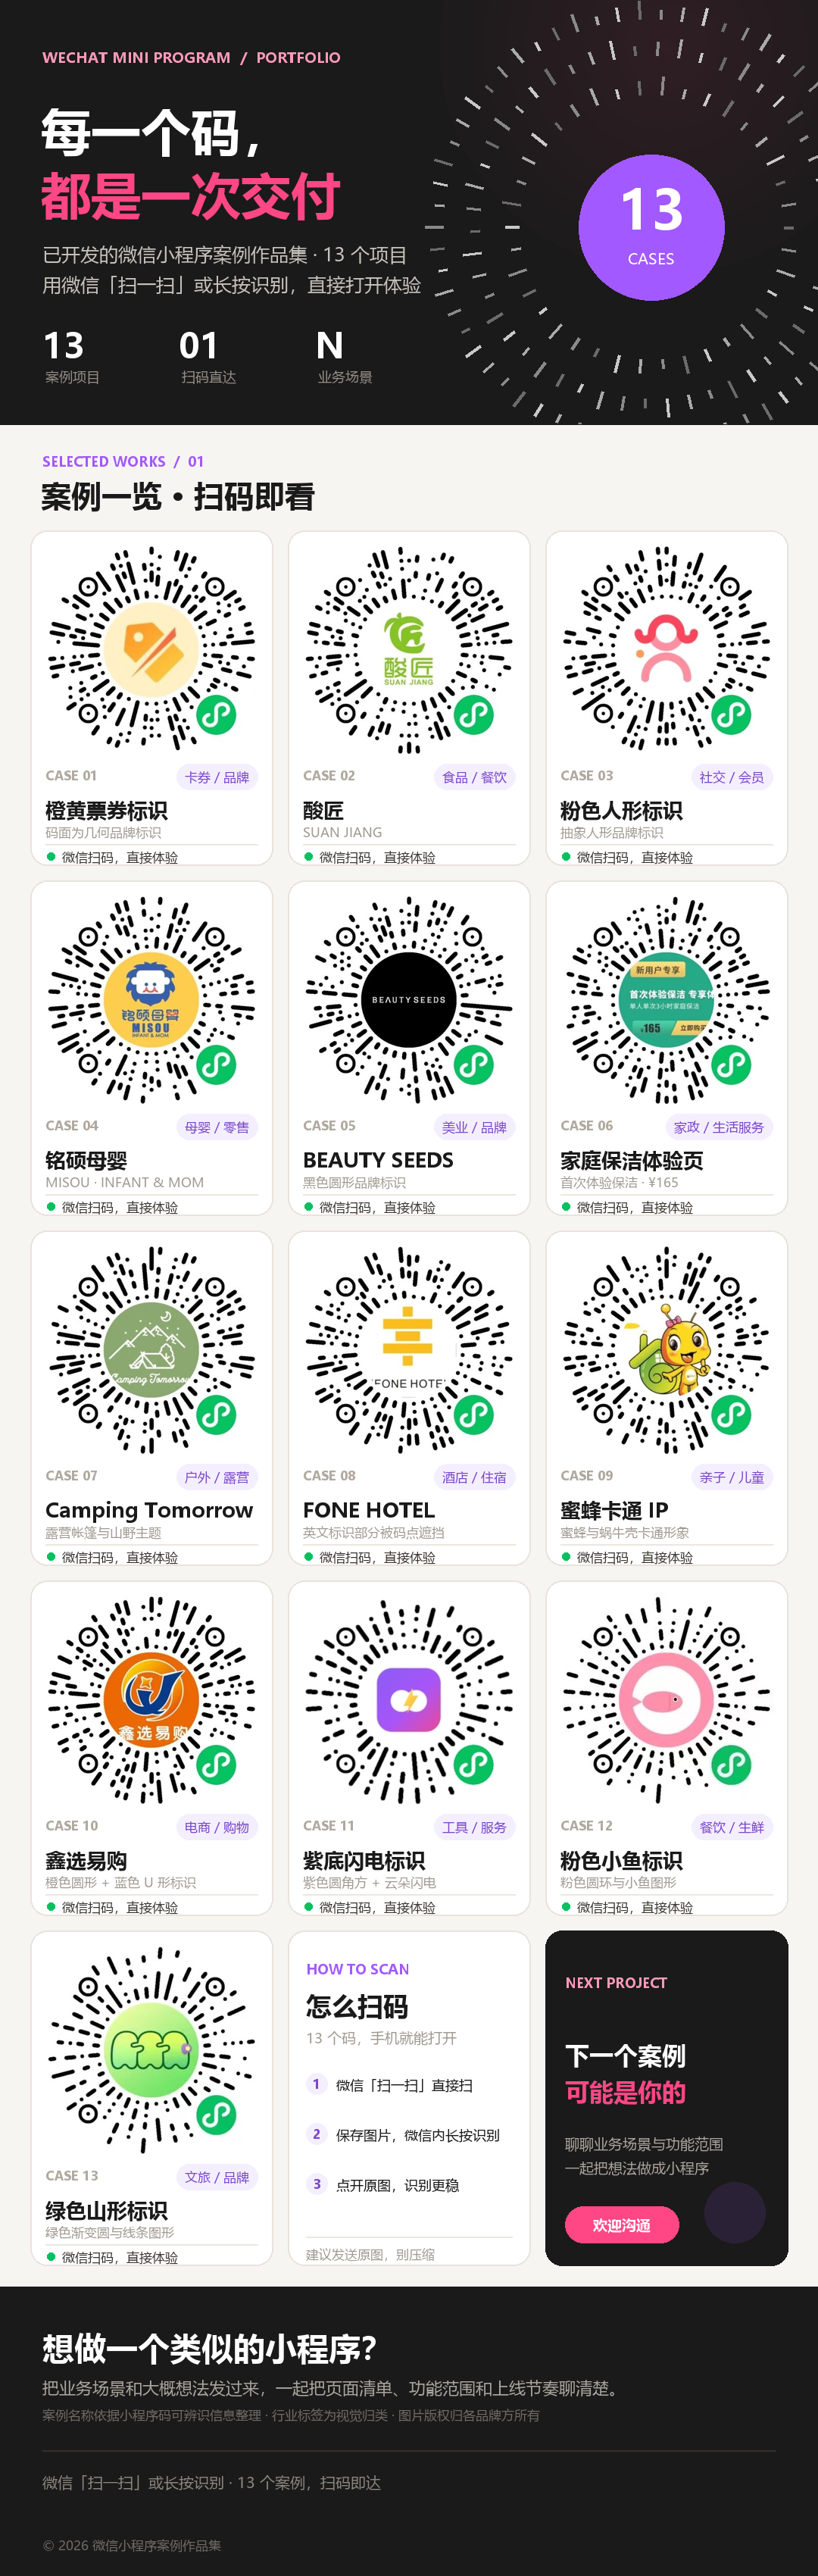 WECHAT MINI PROGRAM / PORTFOLIO
每一个码，
都是一次交付
已开发的微信小程序案例作品集 · 13 个项目
用微信「扫一扫」或长按识别，直接打开体验
13
CASES
13
01
N
案例项目
扫码直达
业务场景
SELECTED WORKS / 01
案例一览 • 扫码即看
CASE 01
卡券 / 品牌
橙黄票券标识
码面为几何品牌标识
微信扫码，直接体验
酸匠
SUAN JIANG
CASE 02
食品 / 餐饮
酸匠
SUAN JIANG
微信扫码，直接体验
CASE 03
社交 / 会员
粉色人形标识
抽象人形品牌标识
微信扫码，直接体验
铭硕母婴
MISOU
INFANT & MOM
CASE 04
母婴 / 零售
铭硕母婴
MISOU · INFANT & MOM
微信扫码，直接体验
BEAUTY SEEDS
CASE 05
美业 / 品牌
BEAUTY SEEDS
黑色圆形品牌标识
微信扫码，直接体验
新用户专享
首次体验保洁 专享体
单人单次3小时家庭保洁
¥165
立即购买
CASE 06
家政 / 生活服务
家庭保洁体验页
首次体验保洁 · ¥165
微信扫码，直接体验
Camping Tomorrow
CASE 07
户外 / 露营
Camping Tomorrow
露营帐篷与山野主题
微信扫码，直接体验
FONE HOTEL
CASE 08
酒店 / 住宿
FONE HOTEL
英文标识部分被码点遮挡
微信扫码，直接体验
CASE 09
亲子 / 儿童
蜜蜂卡通 IP
蜜蜂与蜗牛壳卡通形象
微信扫码，直接体验
鑫选易购
CASE 10
电商 / 购物
鑫选易购
橙色圆形 + 蓝色 U 形标识
微信扫码，直接体验
CASE 11
工具 / 服务
紫底闪电标识
紫色圆角方 + 云朵闪电
微信扫码，直接体验
CASE 12
餐饮 / 生鲜
粉色小鱼标识
粉色圆环与小鱼图形
微信扫码，直接体验
CASE 13
文旅 / 品牌
绿色山形标识
绿色渐变圆与线条图形
微信扫码，直接体验
HOW TO SCAN
怎么扫码
13 个码，手机就能打开
1 微信「扫一扫」直接扫
2 保存图片，微信内长按识别
3 点开原图，识别更稳
建议发送原图，别压缩
NEXT PROJECT
下一个案例
可能是你的
聊聊业务场景与功能范围
一起把想法做成小程序
欢迎沟通
想做一个类似的小程序？
把业务场景和大概想法发过来，一起把页面清单、功能范围和上线节奏聊清楚。
案例名称依据小程序码可辨识信息整理 · 行业标签为视觉归类 · 图片版权归各品牌方所有
微信「扫一扫」或长按识别 · 13 个案例，扫码即达
© 2026 微信小程序案例作品集